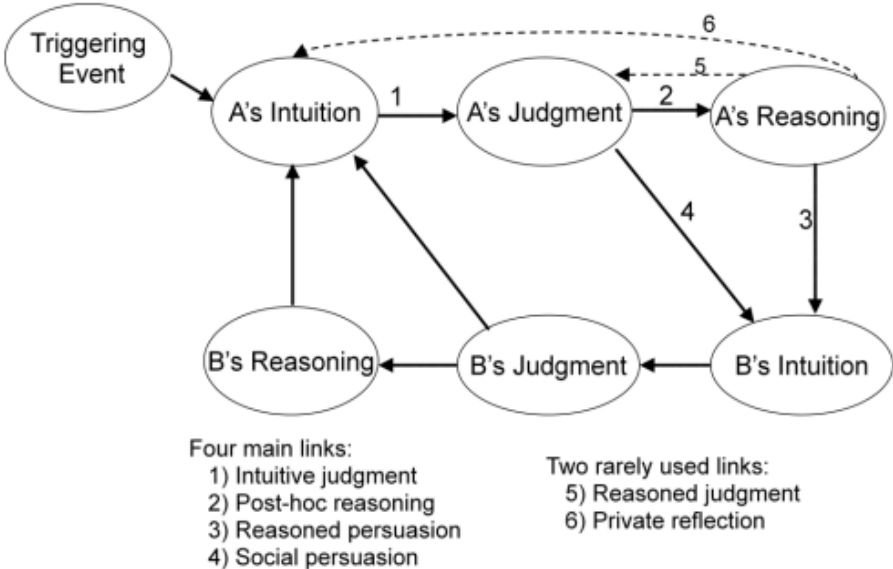 Triggering
Event
6
5
A's Intuition
1
A's Judgment
2
A's Reasoning
4
3
B's Reasoning
B's Judgment
B's Intuition
Four main links:
1) Intuitive judgment
2) Post-hoc reasoning
3) Reasoned persuasion
4) Social persuasion
Two rarely used links:
5) Reasoned judgment
6) Private reflection